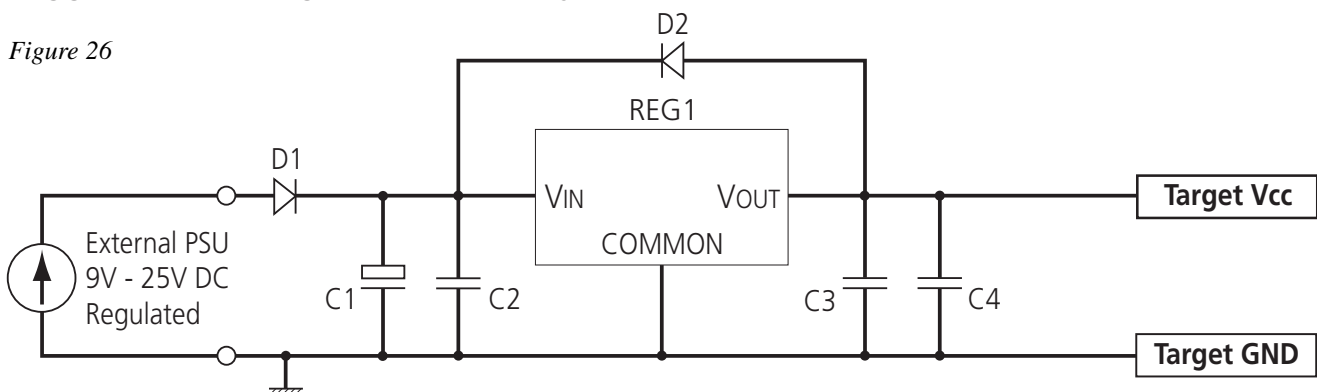 Figure 26
D2
REG1
D1
VIN
VOUT
COMMON
Target Vcc
External PSU
9V - 25V DC
Regulated
C1
C2
C3
C4
Target GND